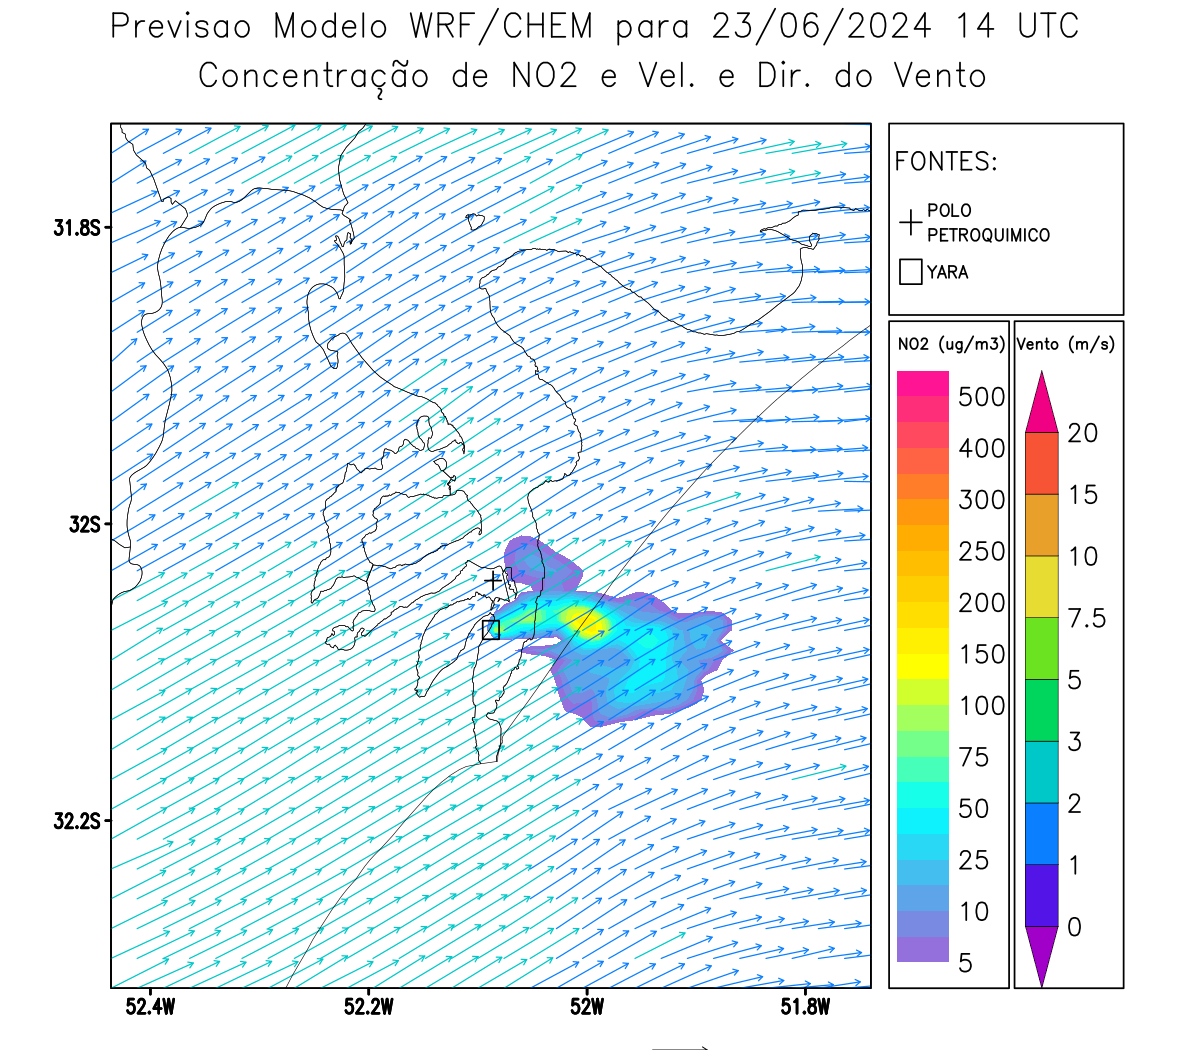 Previsao Modelo WRF/CHEM para 23/06/2024 14 UTC
Concentração de NO2 e Vel. e Dir. do Vento
FONTES:
POLO
PETROQUIMICO
YARA
31.8S
32S
32.2S
52.4W
52.2W
52W
51.8W
NO2 (ug/m3)
500
400
300
250
200
150
100
75
50
25
10
5
Vento (m/s)
20
15
10
7.5
5
3
2
1
0